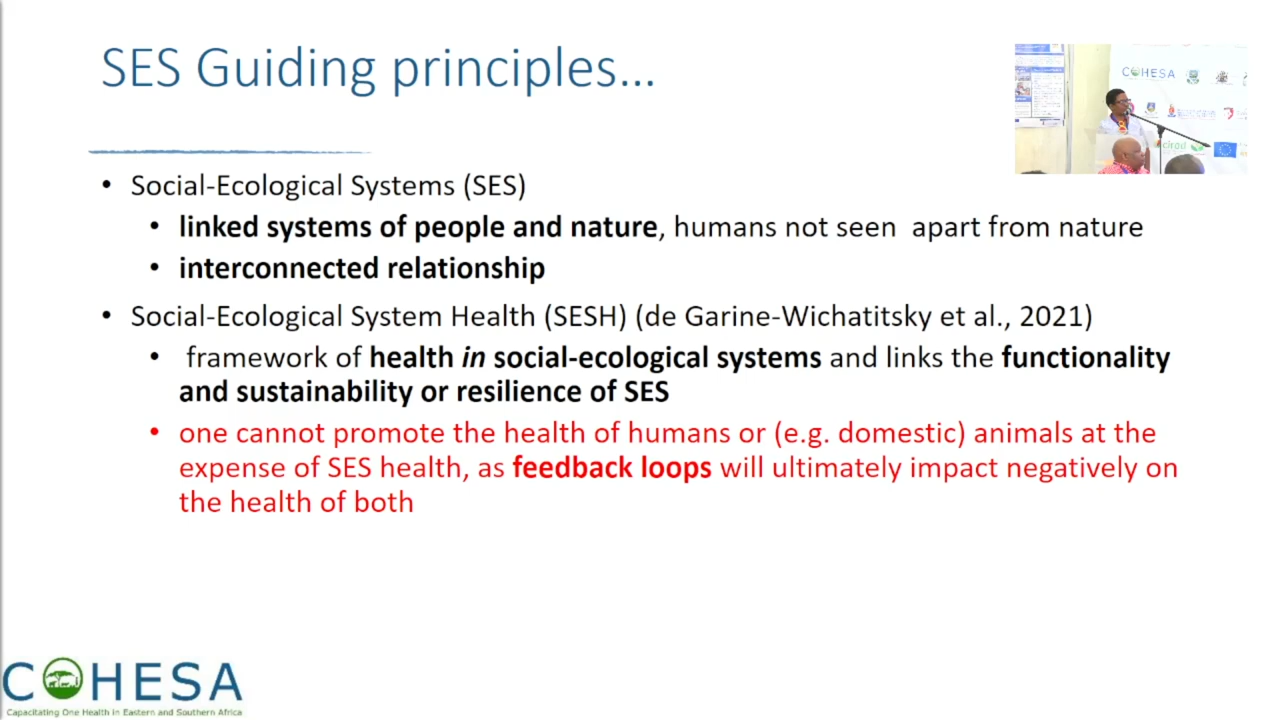 SES Guiding principles...
COHESA
• Social-Ecological Systems (SES)
• linked systems of people and nature, humans not seen apart from nature
cirad
• interconnected relationship
• Social-Ecological System Health (SESH) (de Garine-Wichatitsky et al., 2021)
• framework of health in social-ecological systems and links the functionality
and sustainability or resilience of SES
• one cannot promote the health of humans or (e.g. domestic) animals at the
expense of SES health, as feedback loops will ultimately impact negatively on
the health of both
COHESA
Capacitating One Health in Eastern and Southern Africa